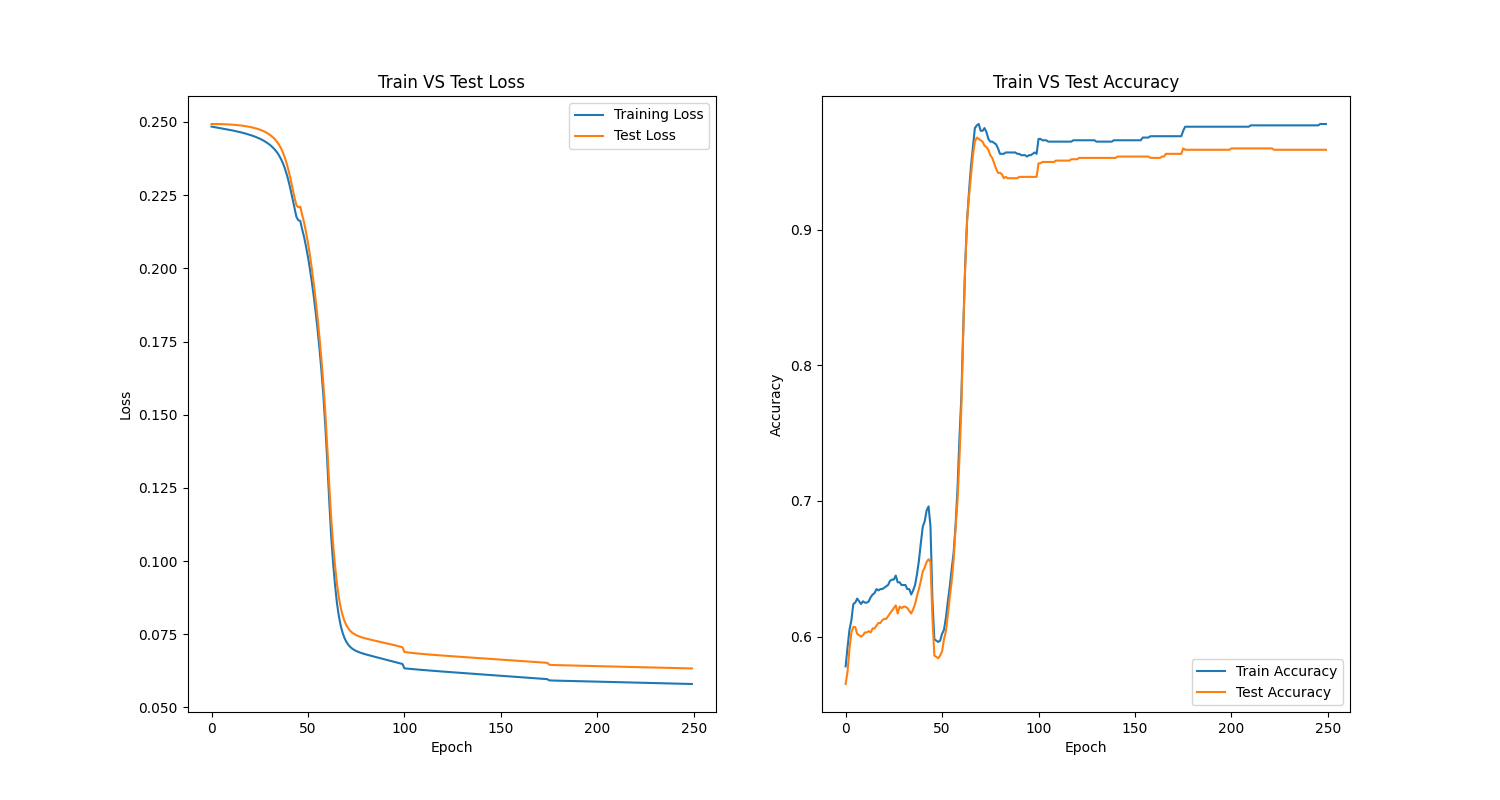 Train VS Test Loss
Training Loss
Test Loss
0.250
0.225
0.200
0.175
0.150
0.125
0.100
0.075
0.050
Loss
0 50 100 150 200 250
Epoch
Train VS Test Accuracy
0.9
0.8
0.7
0.6
Accuracy
Train Accuracy
Test Accuracy
0 50 100 150 200 250
Epoch